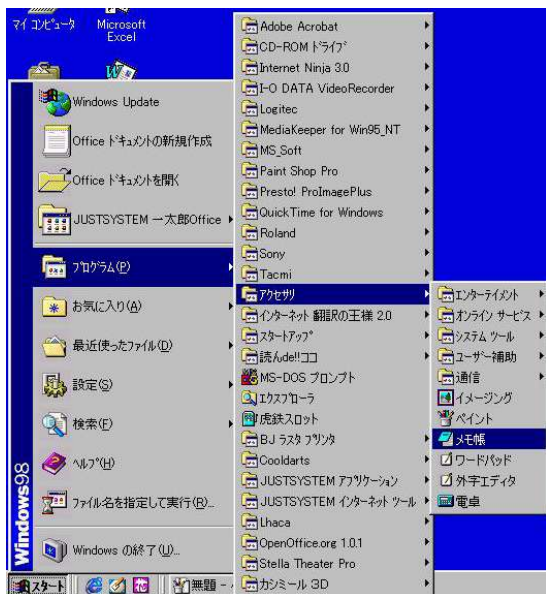 マイ コンピュータ
Microsoft
Excel
Windows Update
Office ドキュメントの新規作成
Office ドキュメントを開く
JUSTSYSTEM 一太郎Office
プログラム(P)
お気に入り(A)
最近使ったファイル(D)
設定(S)
検索(F)
ヘルプ(H)
ファイル名を指定して実行(R)...
Windows の終了(U)...
Windows98
Adobe Acrobat
CD-ROM ドライブ
Internet Ninja 3.0
I-O DATA VideoRecorder
Logitec
MediaKeeper for Win95_NT
MS_Soft
Paint Shop Pro
Presto! ProImagePlus
QuickTime for Windows
Roland
Sony
Tacmi
アクセサリ
インターネット 翻訳の王様 2.0
スタートアップ
読んde!!ココ
MS-DOS プロンプト
エクスプローラ
虎鉄スロット
BJ ラスタ プリンタ
Cooldarts
JUSTSYSTEM アプリケーション
JUSTSYSTEM インターネット ツール
Lhaca
OpenOffice.org 1.0.1
Stella Theater Pro
カシミール 3D
エンターテイメント
オンライン サービス
システム ツール
ユーザー補助
通信
イメージング
ペイント
メモ帳
ワードパッド
外字エディタ
電卓
スタート
無題 -